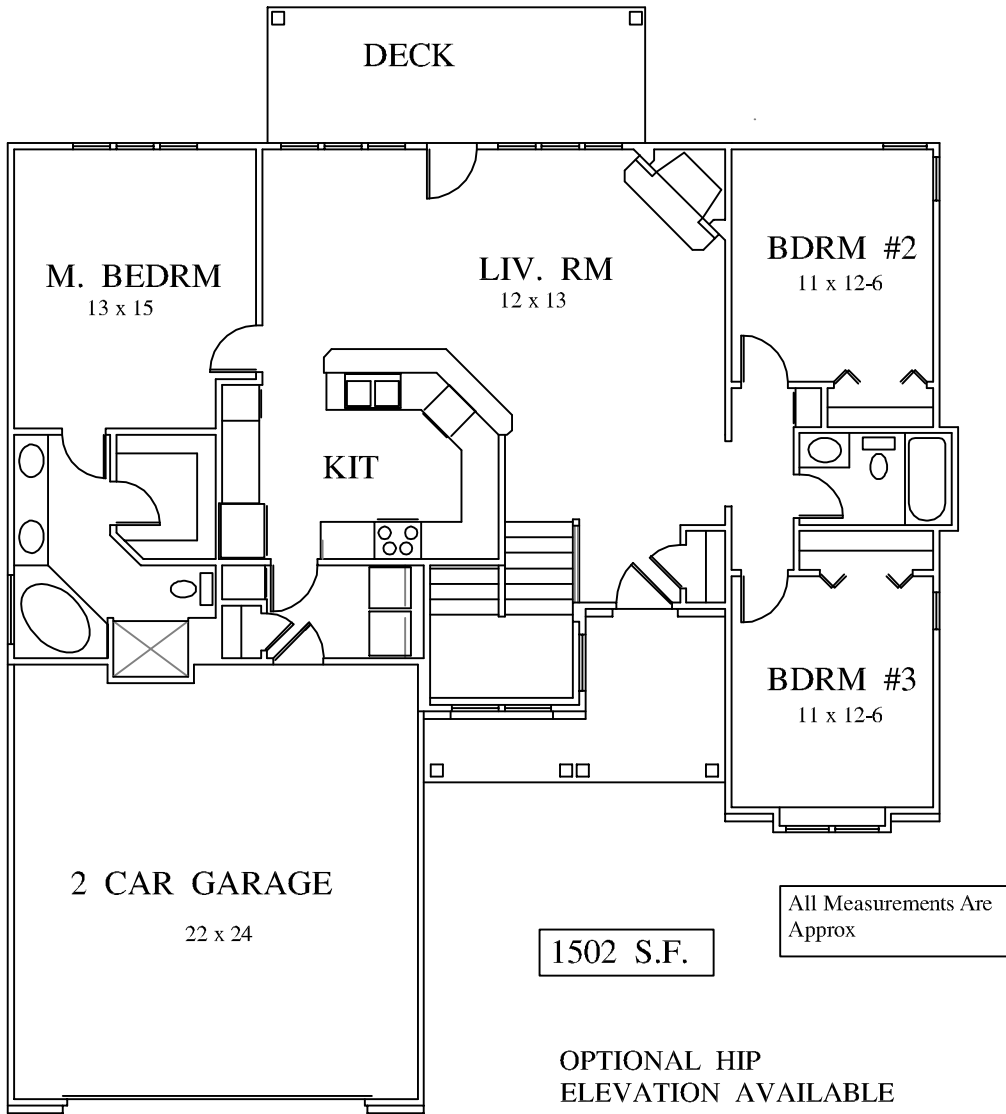 DECK
M. BEDRM
13 x 15
LIV. RM
12 x 13
BDRM #2
11 x 12-6
KIT
BDRM #3
11 x 12-6
2 CAR GARAGE
22 x 24
1502 S.F.
All Measurements Are
Approx
OPTIONAL HIP
ELEVATION AVAILABLE